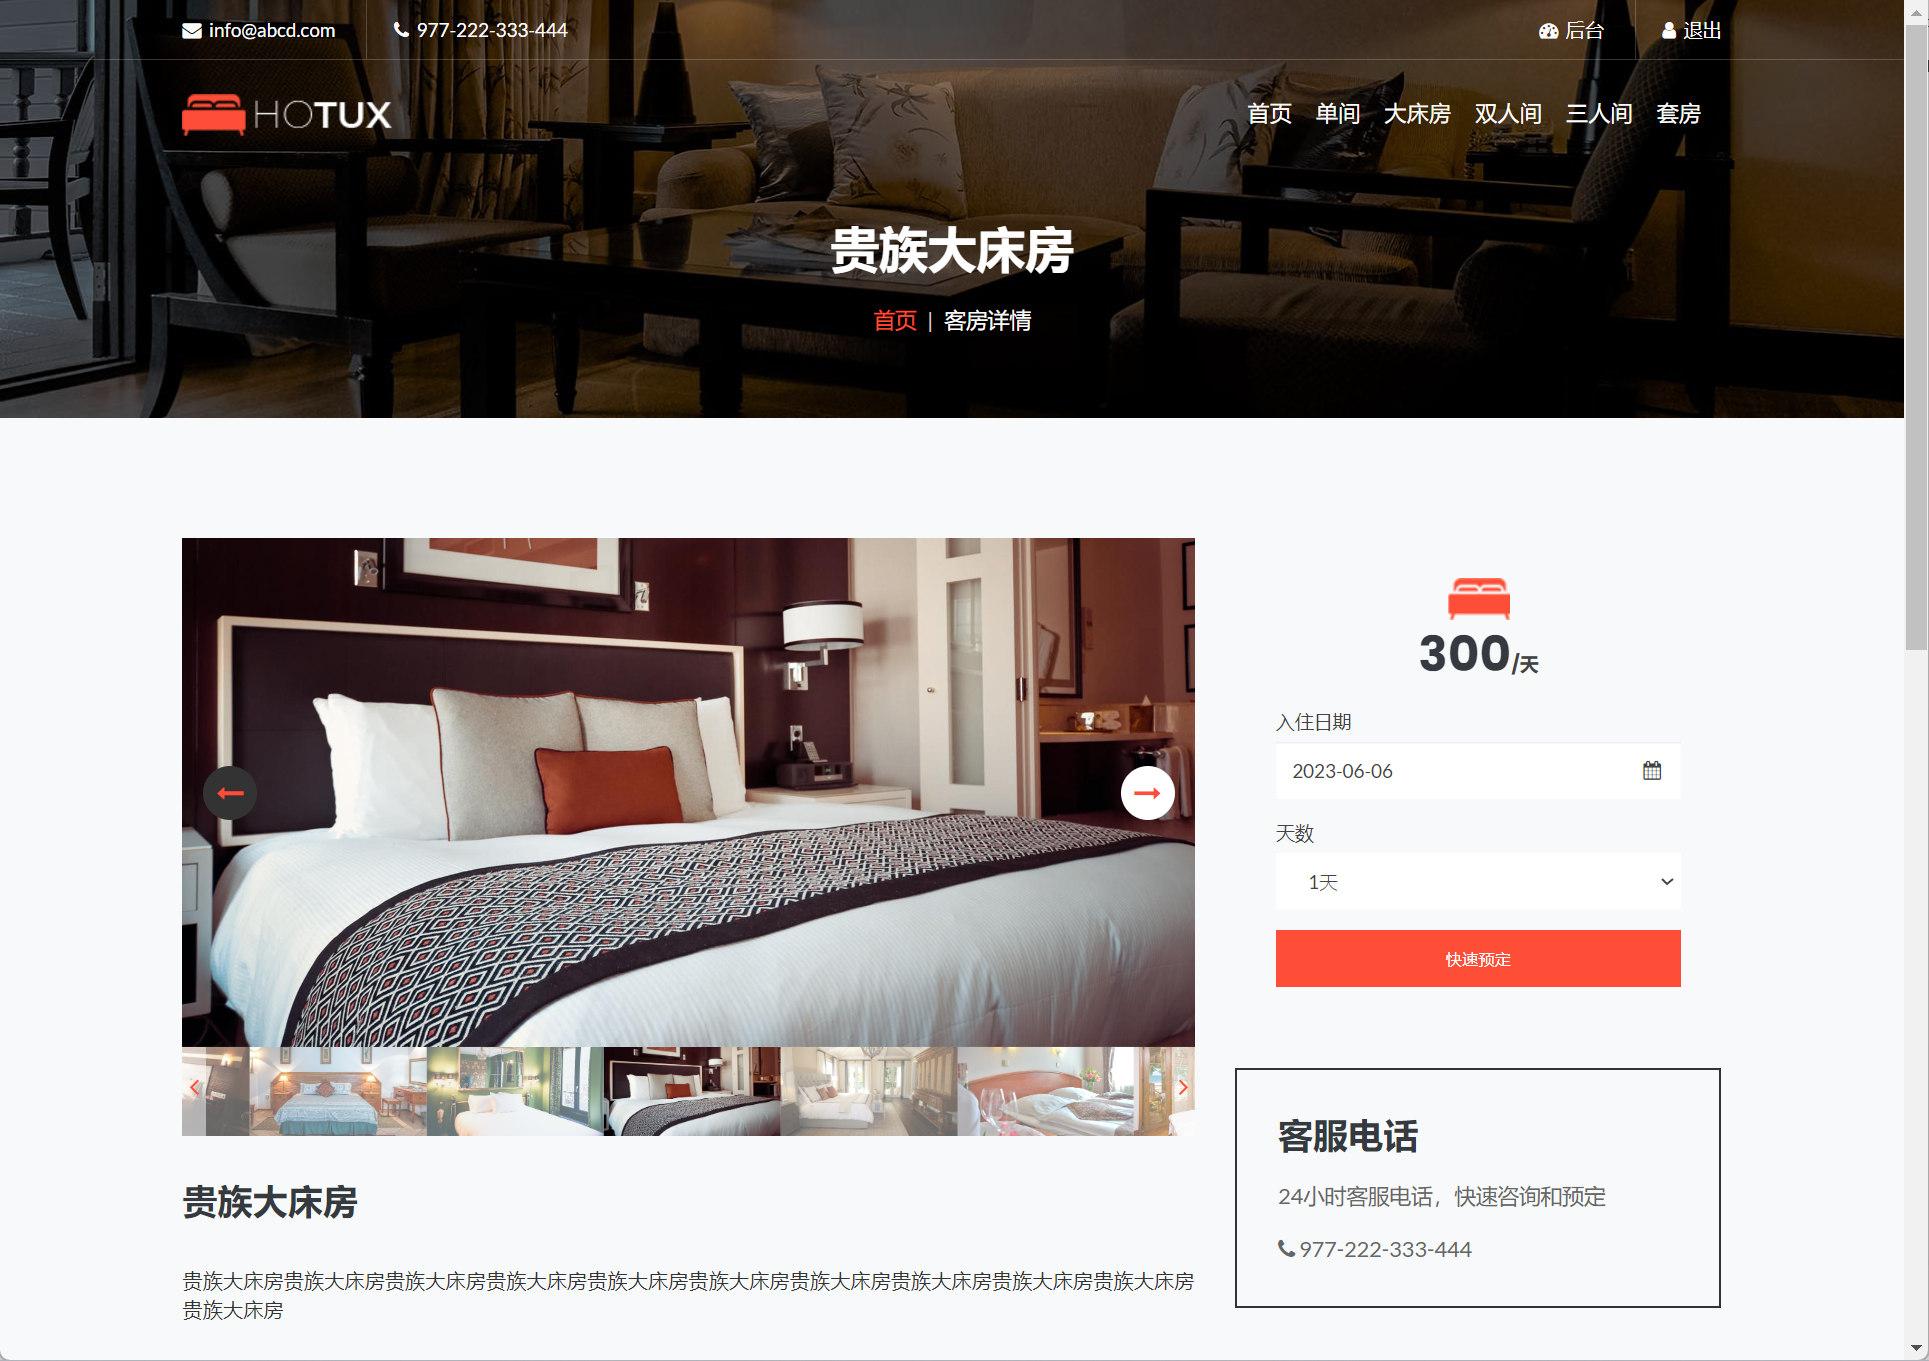 info@abcd.com
977-222-333-444
后台
退出
HOTUX
首页 单间 大床房 双人间 三人间 套房
贵族大床房
首页 | 客房详情
300/天
入住日期
2023-06-06
天数
1天
快速预定
客服电话
24小时客服电话，快速咨询和预定
977-222-333-444
贵族大床房
贵族大床房贵族大床房贵族大床房贵族大床房贵族大床房贵族大床房贵族大床房贵族大床房贵族大床房贵族大床房
贵族大床房